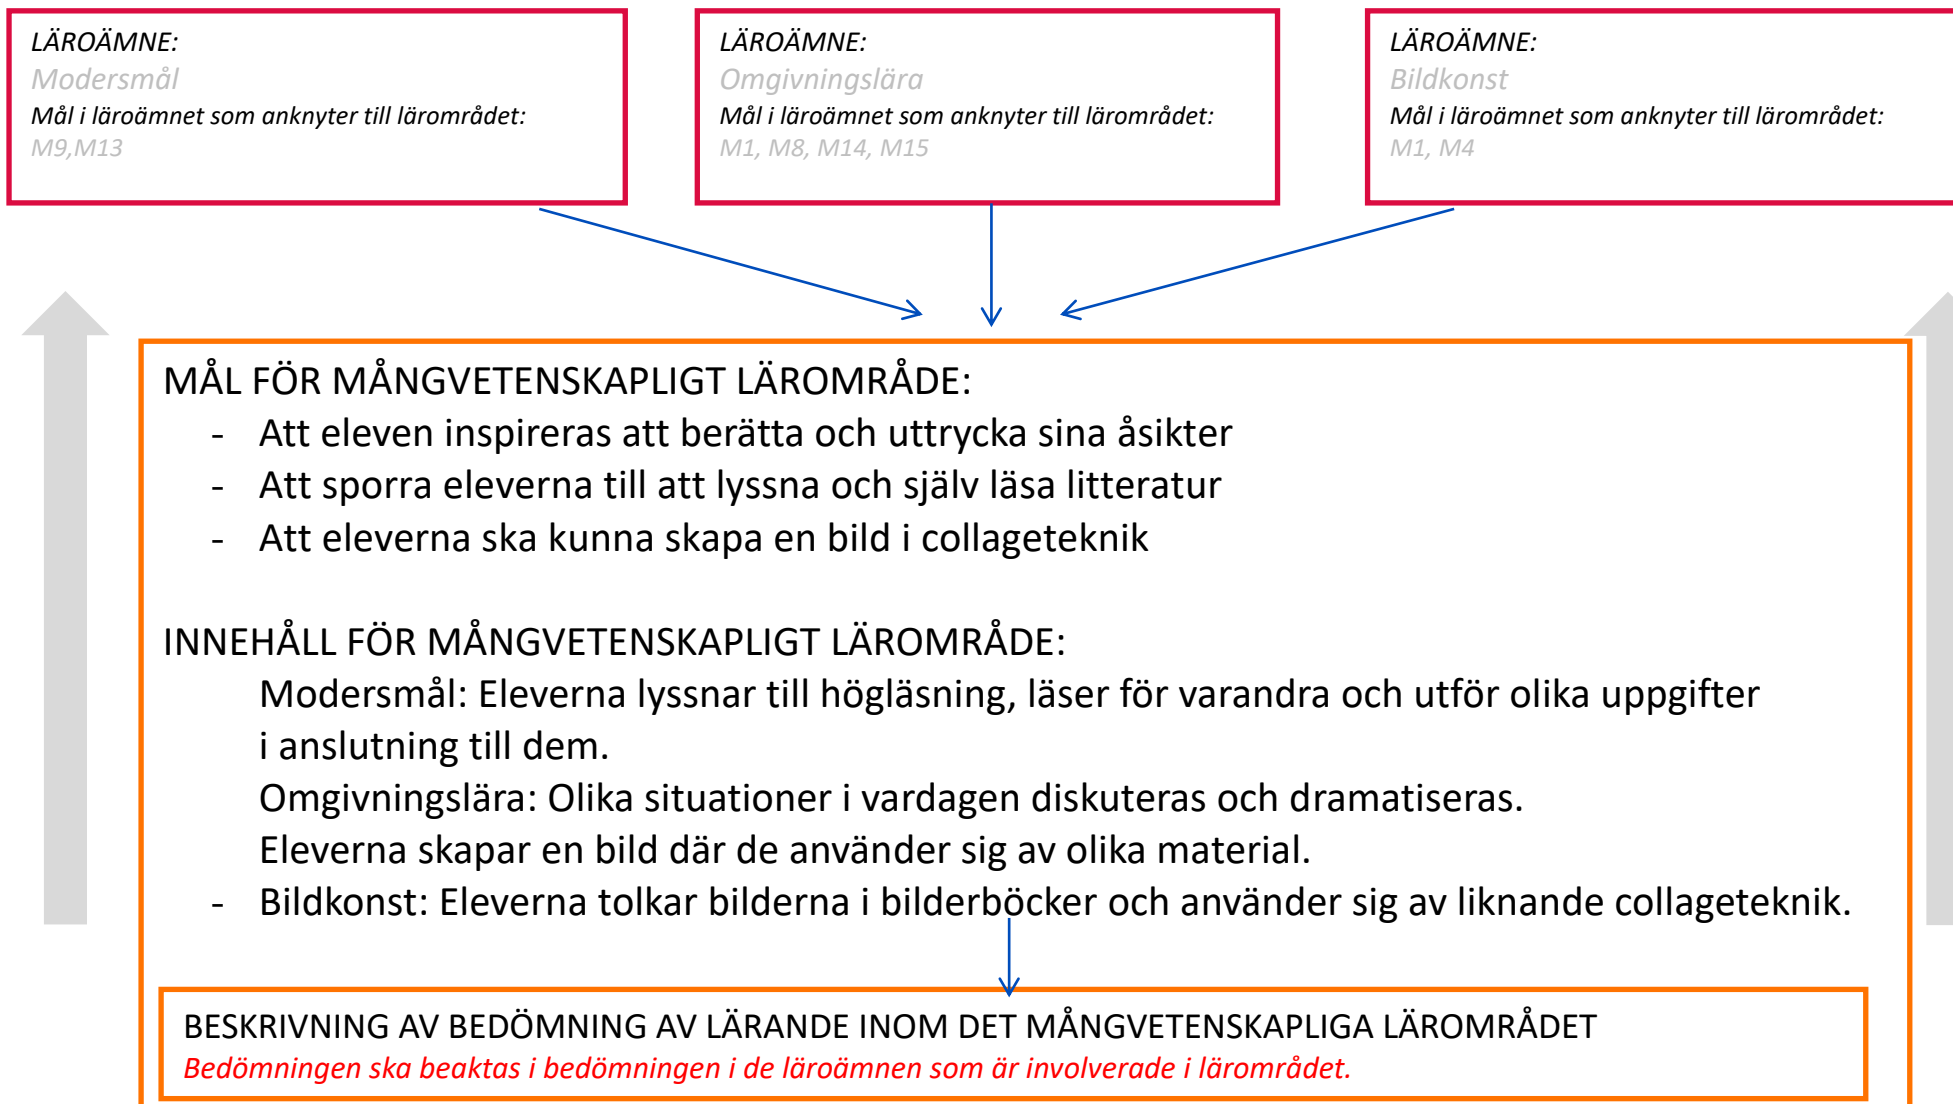 LÄROÄMNE:
Modersmål
Mål i läroämnet som anknyter till lärområdet:
M9,M13
LÄROÄMNE:
Omgivningslära
Mål i läroämnet som anknyter till lärområdet:
M1, M8, M14, M15
LÄROÄMNE:
Bildkonst
Mål i läroämnet som anknyter till lärområdet:
M1, M4
MÅL FÖR MÅNGVETENSKAPLIGT LÄROMRÅDE:
- Att eleven inspireras att berätta och uttrycka sina åsikter
- Att sporra eleverna till att lyssna och själv läsa litteratur
- Att eleverna ska kunna skapa en bild i collageteknik
INNEHÅLL FÖR MÅNGVETENSKAPLIGT LÄROMRÅDE:
Modersmål: Eleverna lyssnar till högläsning, läser för varandra och utför olika uppgifter
i anslutning till dem.
Omgivningslära: Olika situationer i vardagen diskuteras och dramatiseras.
Eleverna skapar en bild där de använder sig av olika material.
- Bildkonst: Eleverna tolkar bilderna i bilderböcker och använder sig av liknande collageteknik.
BESKRIVNING AV BEDÖMNING AV LÄRANDE INOM DET MÅNGVETENSKAPLIGA LÄROMRÅDET
Bedömningen ska beaktas i bedömningen i de läroämnen som är involverade i lärområdet.